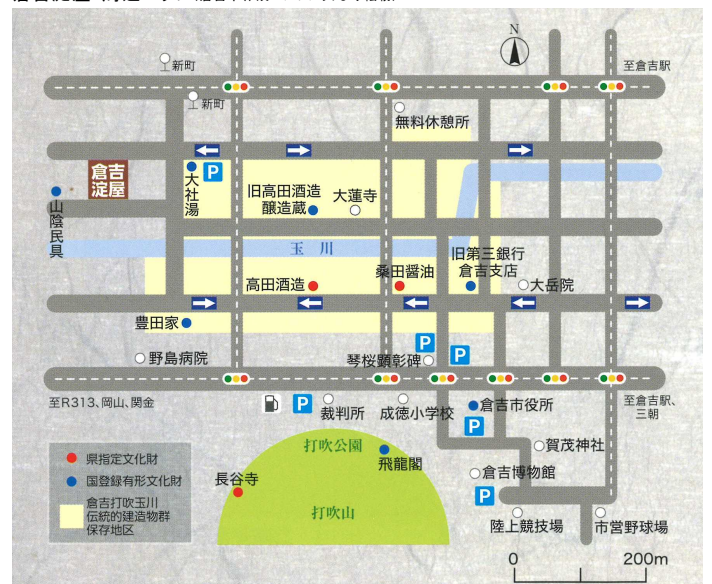 N
新町
至倉吉駅
新町
無料休憩所
倉吉
淀屋
大社湯
P
旧高田酒造
醸造蔵
大蓮寺
山陰民具
玉川
旧第三銀行
倉吉支店
高田酒造
桑田醤油
大岳院
豊田家
P
P
野島病院
琴桜顕彰碑
至R313、岡山、関金
P
裁判所
成徳小学校
倉吉市役所
至倉吉駅、
三朝
P
打吹公園
飛龍閣
賀茂神社
倉吉博物館
長谷寺
打吹山
P
陸上競技場
市営野球場
県指定文化財
国登録有形文化財
倉吉打吹玉川
伝統的建造物群
保存地区
0
200m